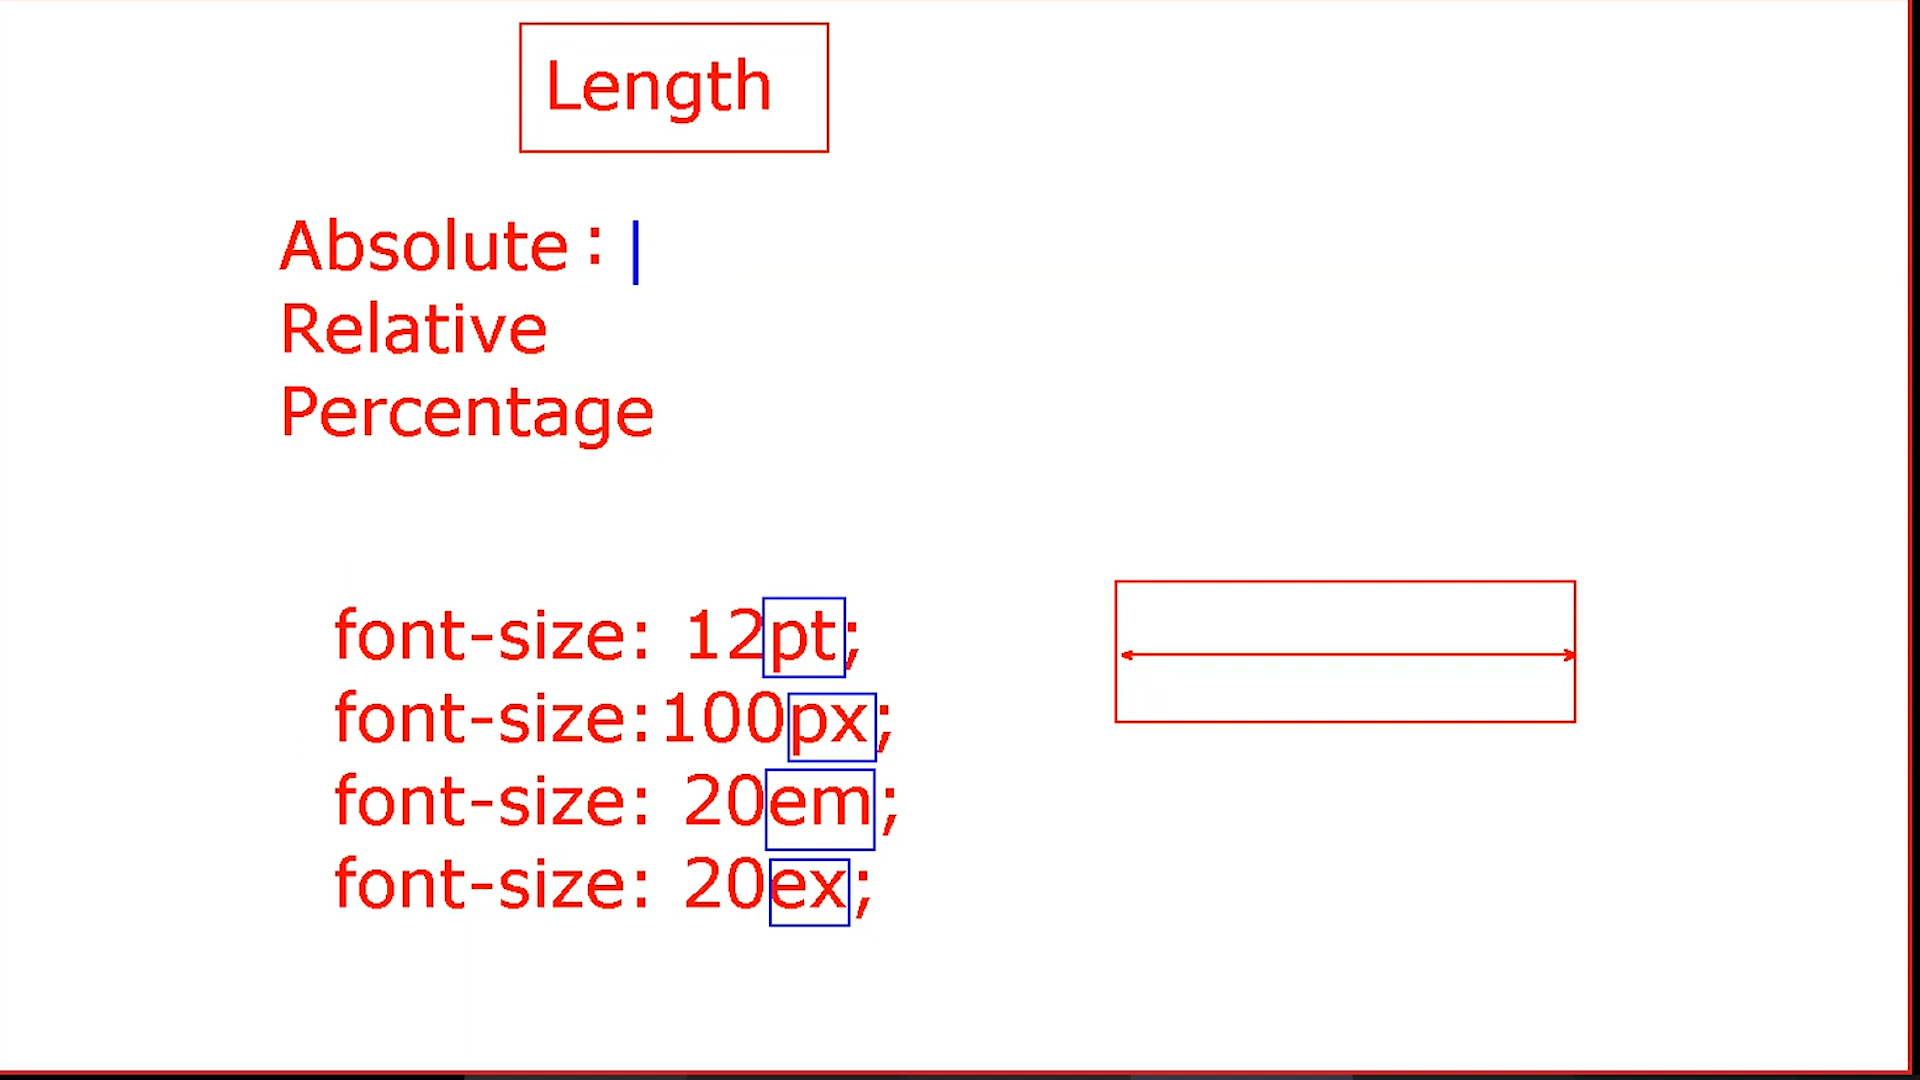 Length
Absolute :
Relative
Percentage
font-size: 12pt;
font-size:100px;
font-size: 20em;
font-size: 20ex;